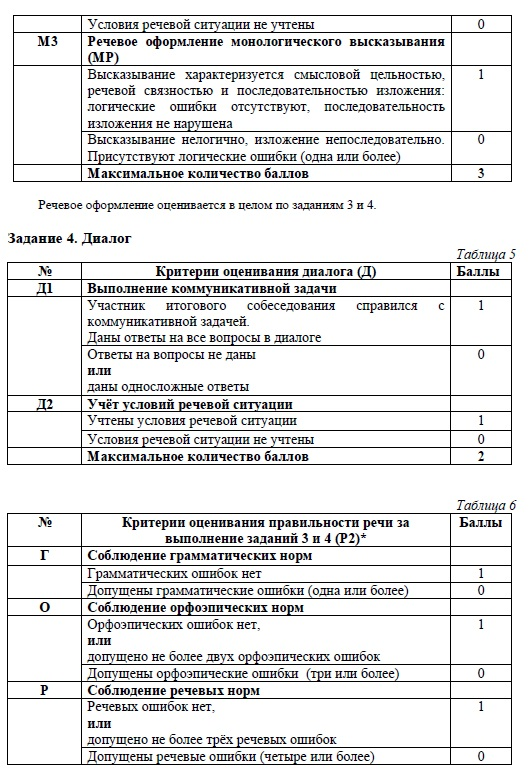 Условия речевой ситуации не учтены 0
М3 Речевое оформление монологического высказывания
(МР)
Высказывание характеризуется смысловой цельностью, 1
речевой связностью и последовательностью изложения:
логические ошибки отсутствуют, последовательность
изложения не нарушена
Высказывание нелогично, изложение непоследовательно. 0
Присутствуют логические ошибки (одна или более)
Максимальное количество баллов 3
Речевое оформление оценивается в целом по заданиям 3 и 4.
Задание 4. Диалог
Таблица 5
№ Критерии оценивания диалога (Д) Баллы
Д1 Выполнение коммуникативной задачи
Участник итогового собеседования справился с 1
коммуникативной задачей.
Даны ответы на все вопросы в диалоге
Ответы на вопросы не даны 0
или
даны односложные ответы
Д2 Учёт условий речевой ситуации
Учтены условия речевой ситуации 1
Условия речевой ситуации не учтены 0
Максимальное количество баллов 2
Таблица 6
№ Критерии оценивания правильности речи за Баллы
выполнение заданий 3 и 4 (Р2)*
Г Соблюдение грамматических норм
Грамматических ошибок нет 1
Допущены грамматические ошибки (одна или более) 0
О Соблюдение орфоэпических норм
Орфоэпических ошибок нет, 1
или
допущено не более двух орфоэпических ошибок
Допущены орфоэпические ошибки (три или более) 0
Р Соблюдение речевых норм
Речевых ошибок нет, 1
или
допущено не более трёх речевых ошибок
Допущены речевые ошибки (четыре или более) 0